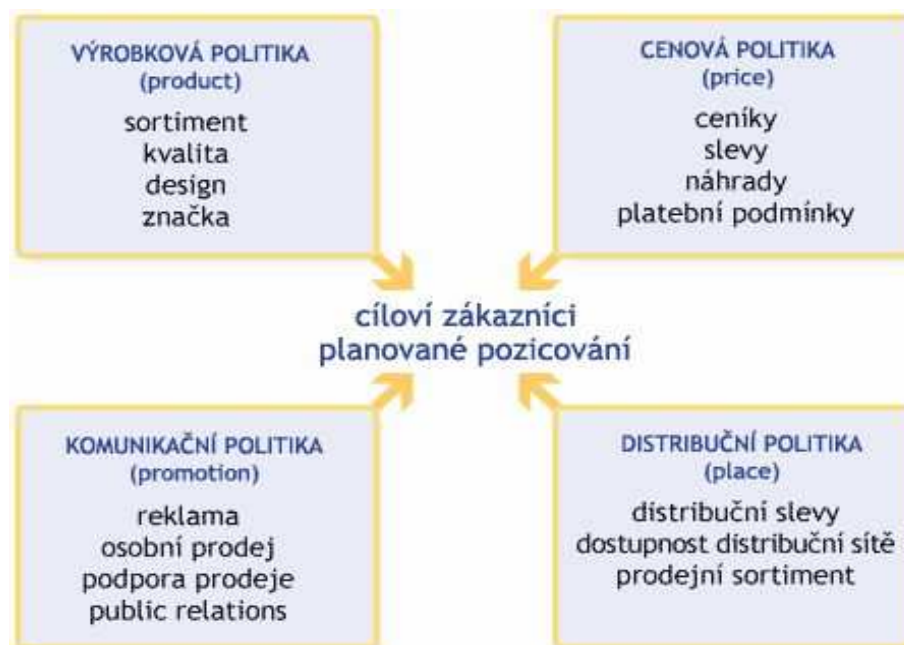 VÝROBKOVÁ POLITIKA
(product)
sortiment
kvalita
design
značka
CENOVÁ POLITIKA
(price)
ceníky
slevy
náhrady
platební podmínky
cíloví zákazníci
planované pozicování
KOMUNIKAČNÍ POLITIKA
(promotion)
reklama
osobní prodej
podpora prodeje
public relations
DISTRIBUČNÍ POLITIKA
(place)
distribuční slevy
dostupnost distribuční sítě
prodejní sortiment